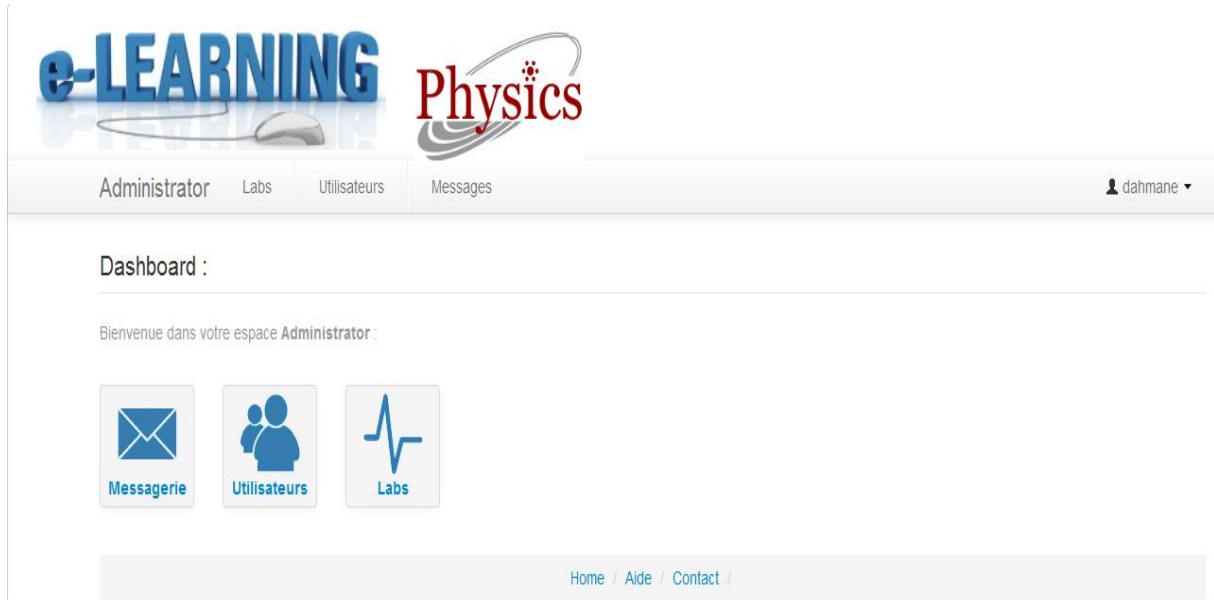 e-LEARNING
Physics
Administrator Labs Utilisateurs Messages dahmane
Dashboard :
Bienvenue dans votre espace Administrator :
Messagerie Utilisateurs Labs
Home / Aide / Contact /